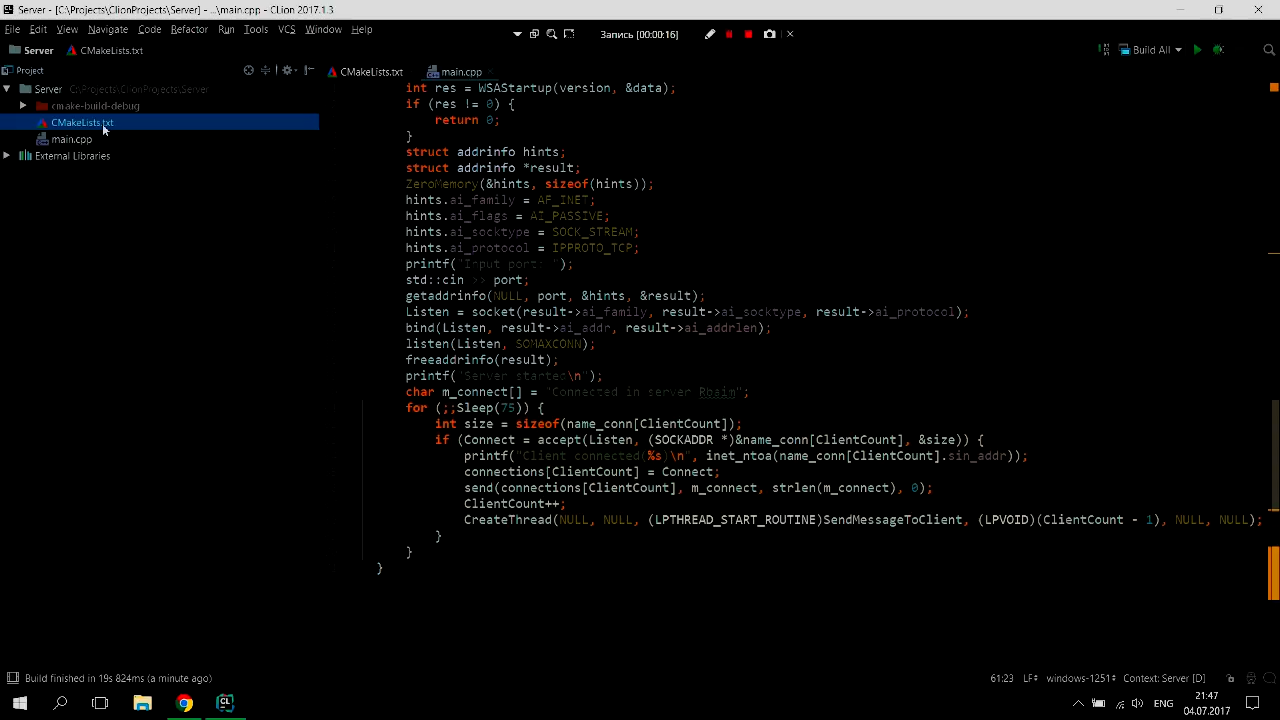 Server - [C:\Projects\ClionProjects\Server] - ...\main.cpp - CLion 2017.1.3
File Edit View Navigate Code Refactor Run Tools VCS Window Help
Запись [00:00:16]
Server CMakeLists.txt
Build All
Project
CMakeLists.txt
main.cpp
Server C:\Projects\ClionProjects\Server
cmake-build-debug
CMakeLists.txt
main.cpp
External Libraries
int res = WSAStartup(version, &data);
if (res != 0) {
return 0;
}
struct addrinfo hints;
struct addrinfo *result;
ZeroMemory(&hints, sizeof(hints));
hints.ai_family = AF_INET;
hints.ai_flags = AI_PASSIVE;
hints.ai_socktype = SOCK_STREAM;
hints.ai_protocol = IPPROTO_TCP;
printf("Input port: ");
std::cin >> port;
getaddrinfo(NULL, port, &hints, &result);
Listen = socket(result->ai_family, result->ai_socktype, result->ai_protocol);
bind(Listen, result->ai_addr, result->ai_addrlen);
listen(Listen, SOMAXCONN);
freeaddrinfo(result);
printf("Server started\n");
char m_connect[] = "Connected in server Rbaim";
for (;;Sleep(75)) {
int size = sizeof(name_conn[ClientCount]);
if (Connect = accept(Listen, (SOCKADDR *)&name_conn[ClientCount], &size)) {
printf("Client connected(%s)\n", inet_ntoa(name_conn[ClientCount].sin_addr));
connections[ClientCount] = Connect;
send(connections[ClientCount], m_connect, strlen(m_connect), 0);
ClientCount++;
CreateThread(NULL, NULL, (LPTHREAD_START_ROUTINE)SendMessageToClient, (LPVOID)(ClientCount - 1), NULL, NULL);
}
}
}
Build finished in 19s 824ms (a minute ago)
61:23 LF windows-1251 Context: Server [D]
CL
ENG
21:47
04.07.2017